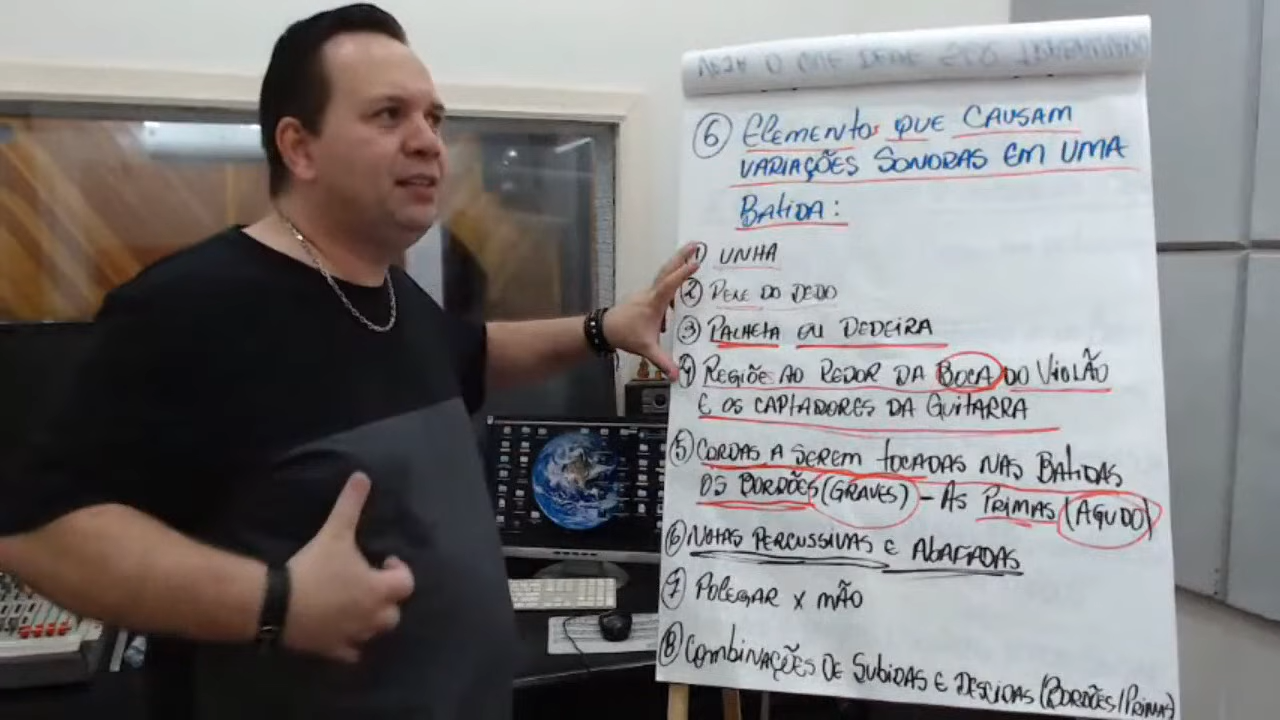 ⑥ Elementos que CAUSAM
VARIAÇÕES SONORAS EM UMA
BATIDA:
① UNHA
② PELE DO DEDO
③ PALHETA OU DEDEIRA
④ REGIÕES AO REDOR DA BOCA DO VIOLÃO
E OS CAPTADORES DA GUITARRA
⑤ CORDAS A SEREM TOCADAS NAS BATIDAS
OS BORDÕES (GRAVES) - AS PRIMAS (AGUDO)
⑥ NOTAS PERCUSSIVAS E ABAFADAS
⑦ POLEGAR X MÃO
⑧ COMBINAÇÕES DE SUBIDAS E DESCIDAS (BORDÕES/PRIMA)